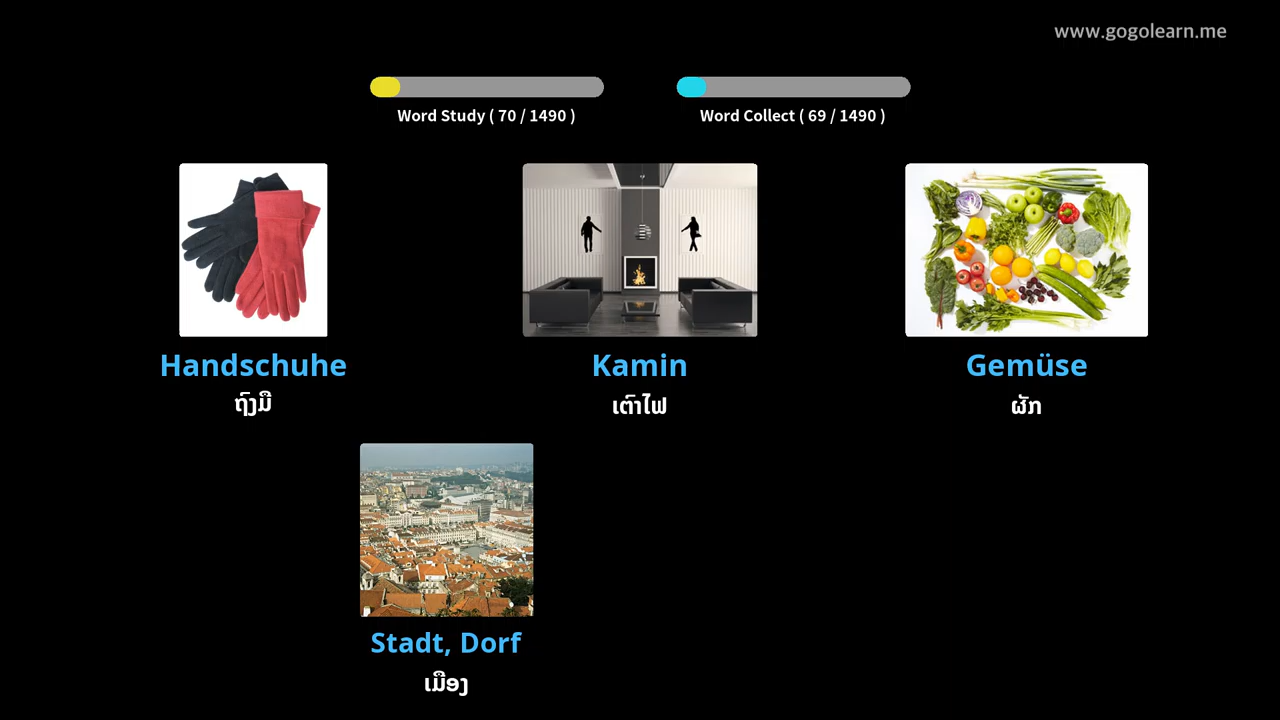 www.gogolearn.me
Word Study ( 70 / 1490 )
Word Collect ( 69 / 1490 )
Handschuhe
ຖົງມື
Kamin
ເຕົາໄຟ
Gemüse
ຜັກ
Stadt, Dorf
ເມືອງ